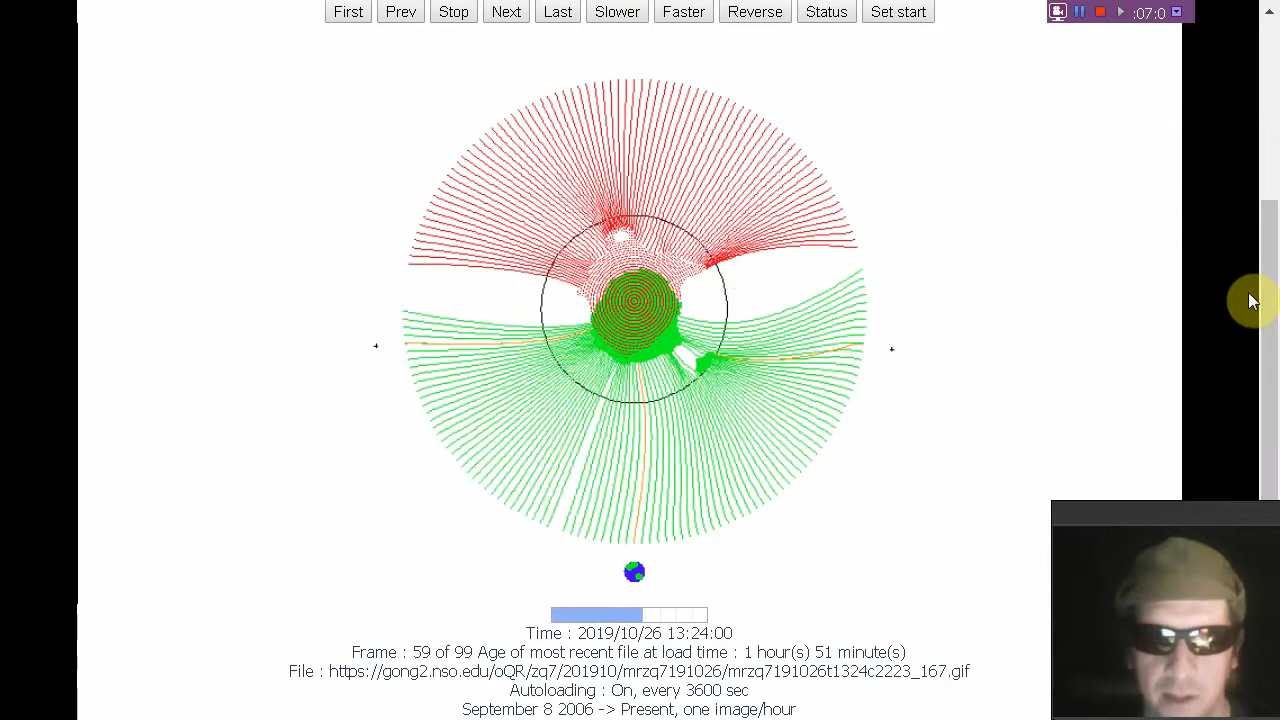 First Prev Stop Next Last Slower Faster Reverse Status Set start
:07:0
Time : 2019/10/26 13:24:00
Frame : 59 of 99 Age of most recent file at load time : 1 hour(s) 51 minute(s)
File : https://gong2.nso.edu/oQR/zq7/201910/mrzq7191026/mrzq7191026t1324c2223_167.gif
Autoloading : On, every 3600 sec
September 8 2006 -> Present, one image/hour